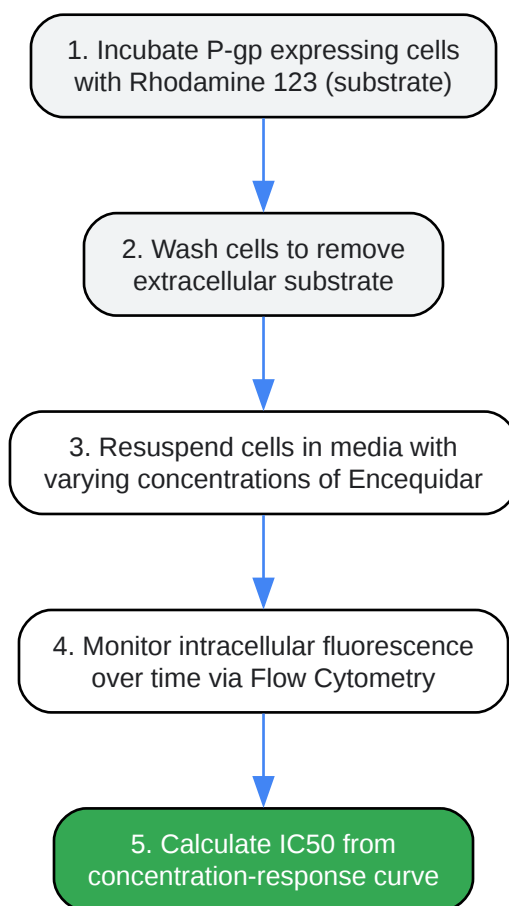 1. Incubate P-gp expressing cells
with Rhodamine 123 (substrate)
2. Wash cells to remove
extracellular substrate
3. Resuspend cells in media with
varying concentrations of Encequidar
4. Monitor intracellular fluorescence
over time via Flow Cytometry
5. Calculate IC50 from
concentration-response curve